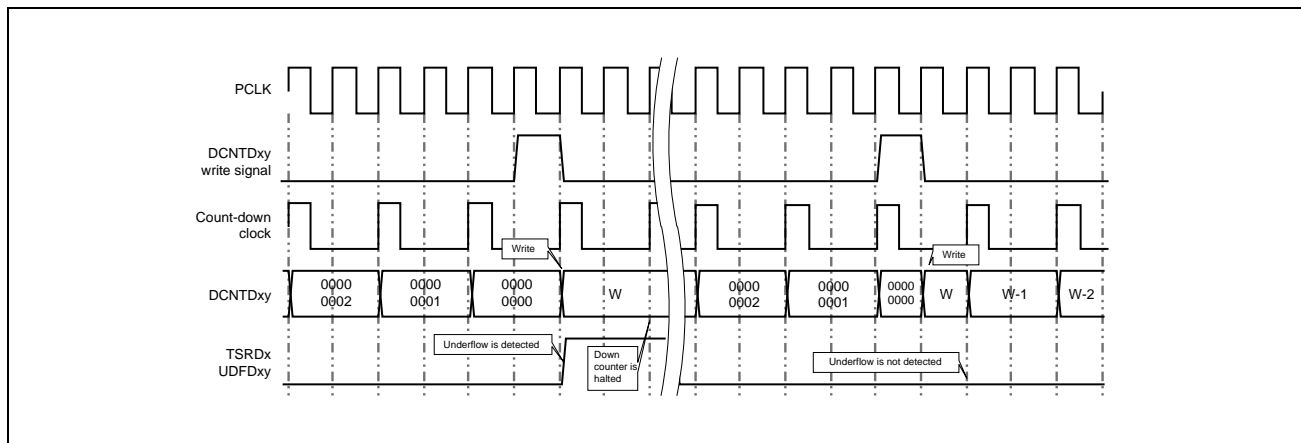 PCLK
DCNTDxy
write signal
Count-down
clock
Write
Write
DCNTDxy
0000
0002
0000
0001
0000
0000
W
0000
0002
0000
0001
0000
0000
W
W-1
W-2
TSRDx
UDFDxy
Underflow is detected
Down
counter is
halted
Underflow is not detected